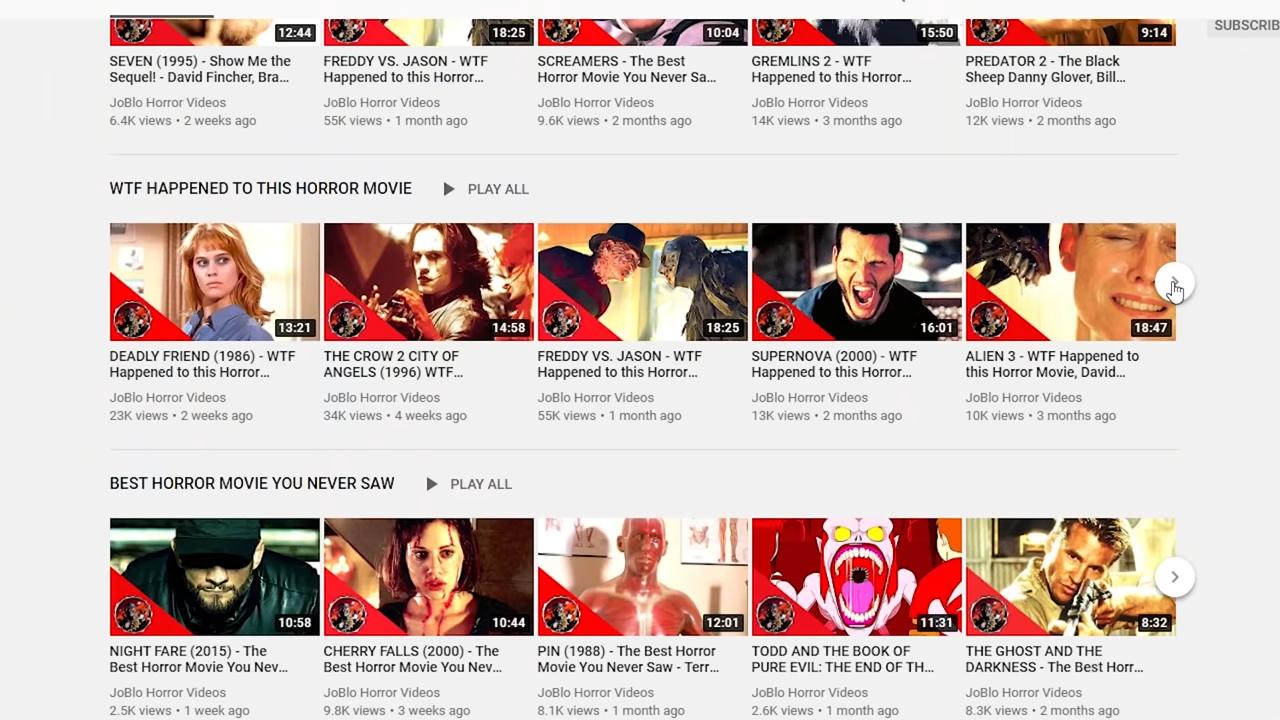 SUBSCRIB
12:44
18:25
10:04
15:50
9:14
SEVEN (1995) - Show Me the
Sequel! - David Fincher, Bra...
JoBlo Horror Videos
6.4K views • 2 weeks ago
FREDDY VS. JASON - WTF
Happened to this Horror...
JoBlo Horror Videos
55K views • 1 month ago
SCREAMERS - The Best
Horror Movie You Never Sa...
JoBlo Horror Videos
9.6K views • 2 months ago
GREMLINS 2 - WTF
Happened to this Horror...
JoBlo Horror Videos
14K views • 3 months ago
PREDATOR 2 - The Black
Sheep Danny Glover, Bill...
JoBlo Horror Videos
12K views • 2 months ago
WTF HAPPENED TO THIS HORROR MOVIE
PLAY ALL
13:21
14:58
18:25
16:01
18:47
DEADLY FRIEND (1986) - WTF
Happened to this Horror...
JoBlo Horror Videos
23K views • 2 weeks ago
THE CROW 2 CITY OF
ANGELS (1996) WTF...
JoBlo Horror Videos
34K views • 4 weeks ago
FREDDY VS. JASON - WTF
Happened to this Horror...
JoBlo Horror Videos
55K views • 1 month ago
SUPERNOVA (2000) - WTF
Happened to this Horror...
JoBlo Horror Videos
13K views • 2 months ago
ALIEN 3 - WTF Happened to
this Horror Movie, David...
JoBlo Horror Videos
10K views • 3 months ago
BEST HORROR MOVIE YOU NEVER SAW
PLAY ALL
10:58
10:44
12:01
11:31
8:32
NIGHT FARE (2015) - The
Best Horror Movie You Nev...
JoBlo Horror Videos
2.5K views • 1 week ago
CHERRY FALLS (2000) - The
Best Horror Movie You Nev...
JoBlo Horror Videos
9.8K views • 3 weeks ago
PIN (1988) - The Best Horror
Movie You Never Saw - Terr...
JoBlo Horror Videos
8.1K views • 1 month ago
TODD AND THE BOOK OF
PURE EVIL: THE END OF TH...
JoBlo Horror Videos
2.6K views • 1 month ago
THE GHOST AND THE
DARKNESS - The Best Horr...
JoBlo Horror Videos
8.3K views • 2 months ago